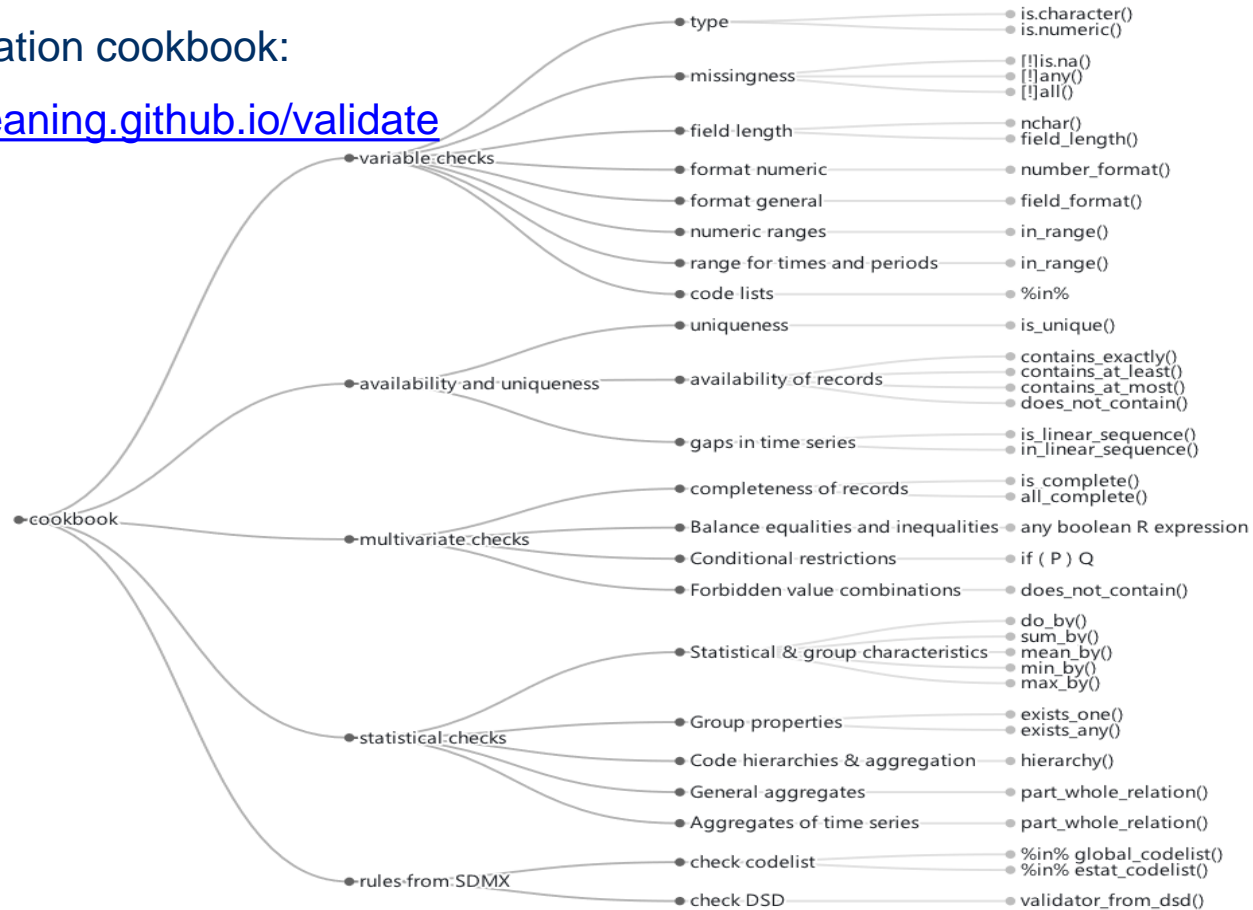 ation cookbook:
eaning.github.io/validate
cookbook
variable checks
type
is.character()
is.numeric()
missingness
[!]is.na()
[!]any()
[!]all()
field length
nchar()
field_length()
format numeric
number_format()
format general
field_format()
numeric ranges
in_range()
range for times and periods
in_range()
code lists
%in%
availability and uniqueness
uniqueness
is_unique()
availability of records
contains_exactly()
contains_at_least()
contains_at_most()
does_not_contain()
gaps in time series
is_linear_sequence()
in_linear_sequence()
multivariate checks
completeness of records
is_complete()
all_complete()
Balance equalities and inequalities
any boolean R expression
Conditional restrictions
if ( P ) Q
Forbidden value combinations
does_not_contain()
statistical checks
Statistical & group characteristics
do_by()
sum_by()
mean_by()
min_by()
max_by()
Group properties
exists_one()
exists_any()
Code hierarchies & aggregation
hierarchy()
General aggregates
part_whole_relation()
Aggregates of time series
part_whole_relation()
rules from SDMX
check codelist
%in% global_codelist()
%in% estat_codelist()
check DSD
validator_from_dsd()